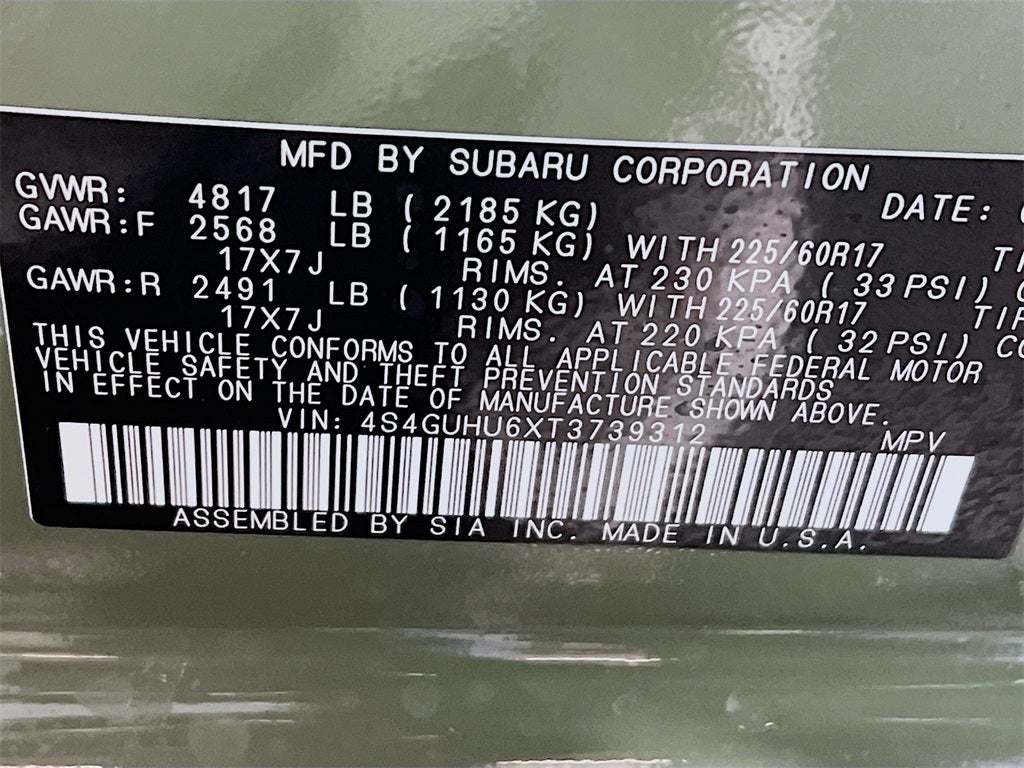 MFD BY SUBARU CORPORATION
GVWR: 4817 LB ( 2185 KG) DATE:
GAWR:F 2568 LB ( 1165 KG) WITH 225/60R17
17X7J RIMS. AT 230 KPA ( 33 PSI)
GAWR:R 2491 LB ( 1130 KG) WITH 225/60R17
17X7J RIMS. AT 220 KPA ( 32 PSI)
THIS VEHICLE CONFORMS TO ALL APPLICABLE FEDERAL MOTOR
VEHICLE SAFETY AND THEFT PREVENTION STANDARDS
IN EFFECT ON THE DATE OF MANUFACTURE SHOWN ABOVE.
VIN: 4S4GUHU6XT3739312 MPV
ASSEMBLED BY SIA INC. MADE IN U.S.A.